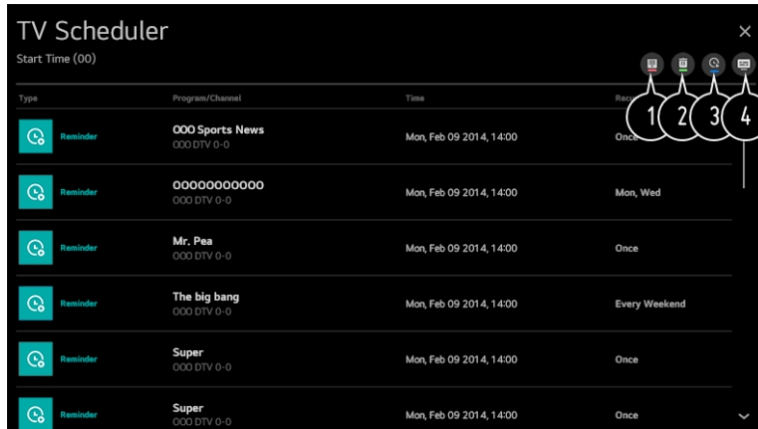 TV Scheduler
Start Time (00)
Type Program/Channel Time
1 2 3 4
Reminder OOO Sports News Mon, Feb 09 2014, 14:00 Once
OOO DTV 0-0
Reminder OOOOOOOOOOO Mon, Feb 09 2014, 14:00 Mon, Wed
OOO DTV 0-0
Reminder Mr. Pea Mon, Feb 09 2014, 14:00 Once
OOO DTV 0-0
Reminder The big bang Mon, Feb 09 2014, 14:00 Every Weekend
OOO DTV 0-0
Reminder Super Mon, Feb 09 2014, 14:00 Once
OOO DTV 0-0
Reminder Super Mon, Feb 09 2014, 14:00 Once
OOO DTV 0-0